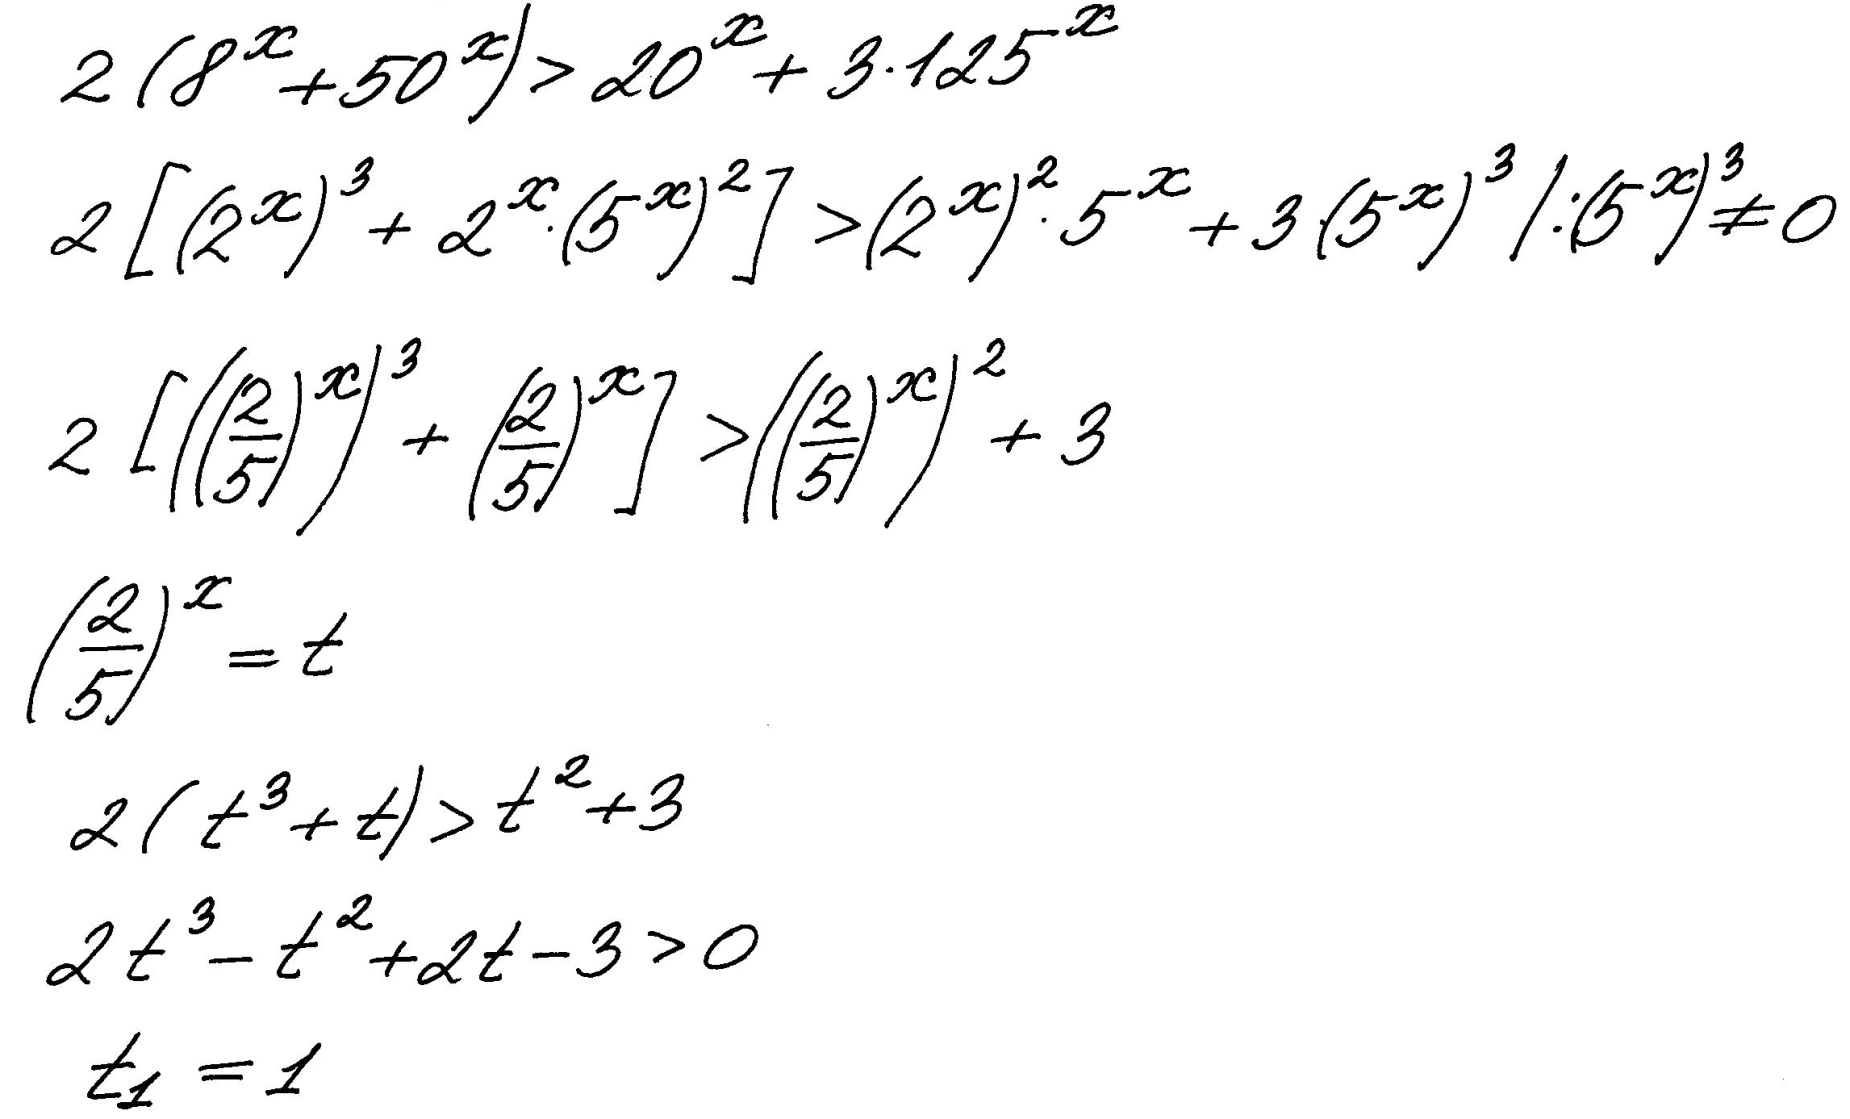 2(8^x + 50^x) > 20^x + 3·125^x
2[(2^x)^3 + 2^x·(5^x)^2] > (2^x)^2·5^x + 3·(5^x)^3 / :(5^x)^3 ≠ 0
2[((2/5)^x)^3 + (2/5)^x] > ((2/5)^x)^2 + 3
(2/5)^x = t
2(t^3 + t) > t^2 + 3
2t^3 - t^2 + 2t - 3 > 0
t_1 = 1